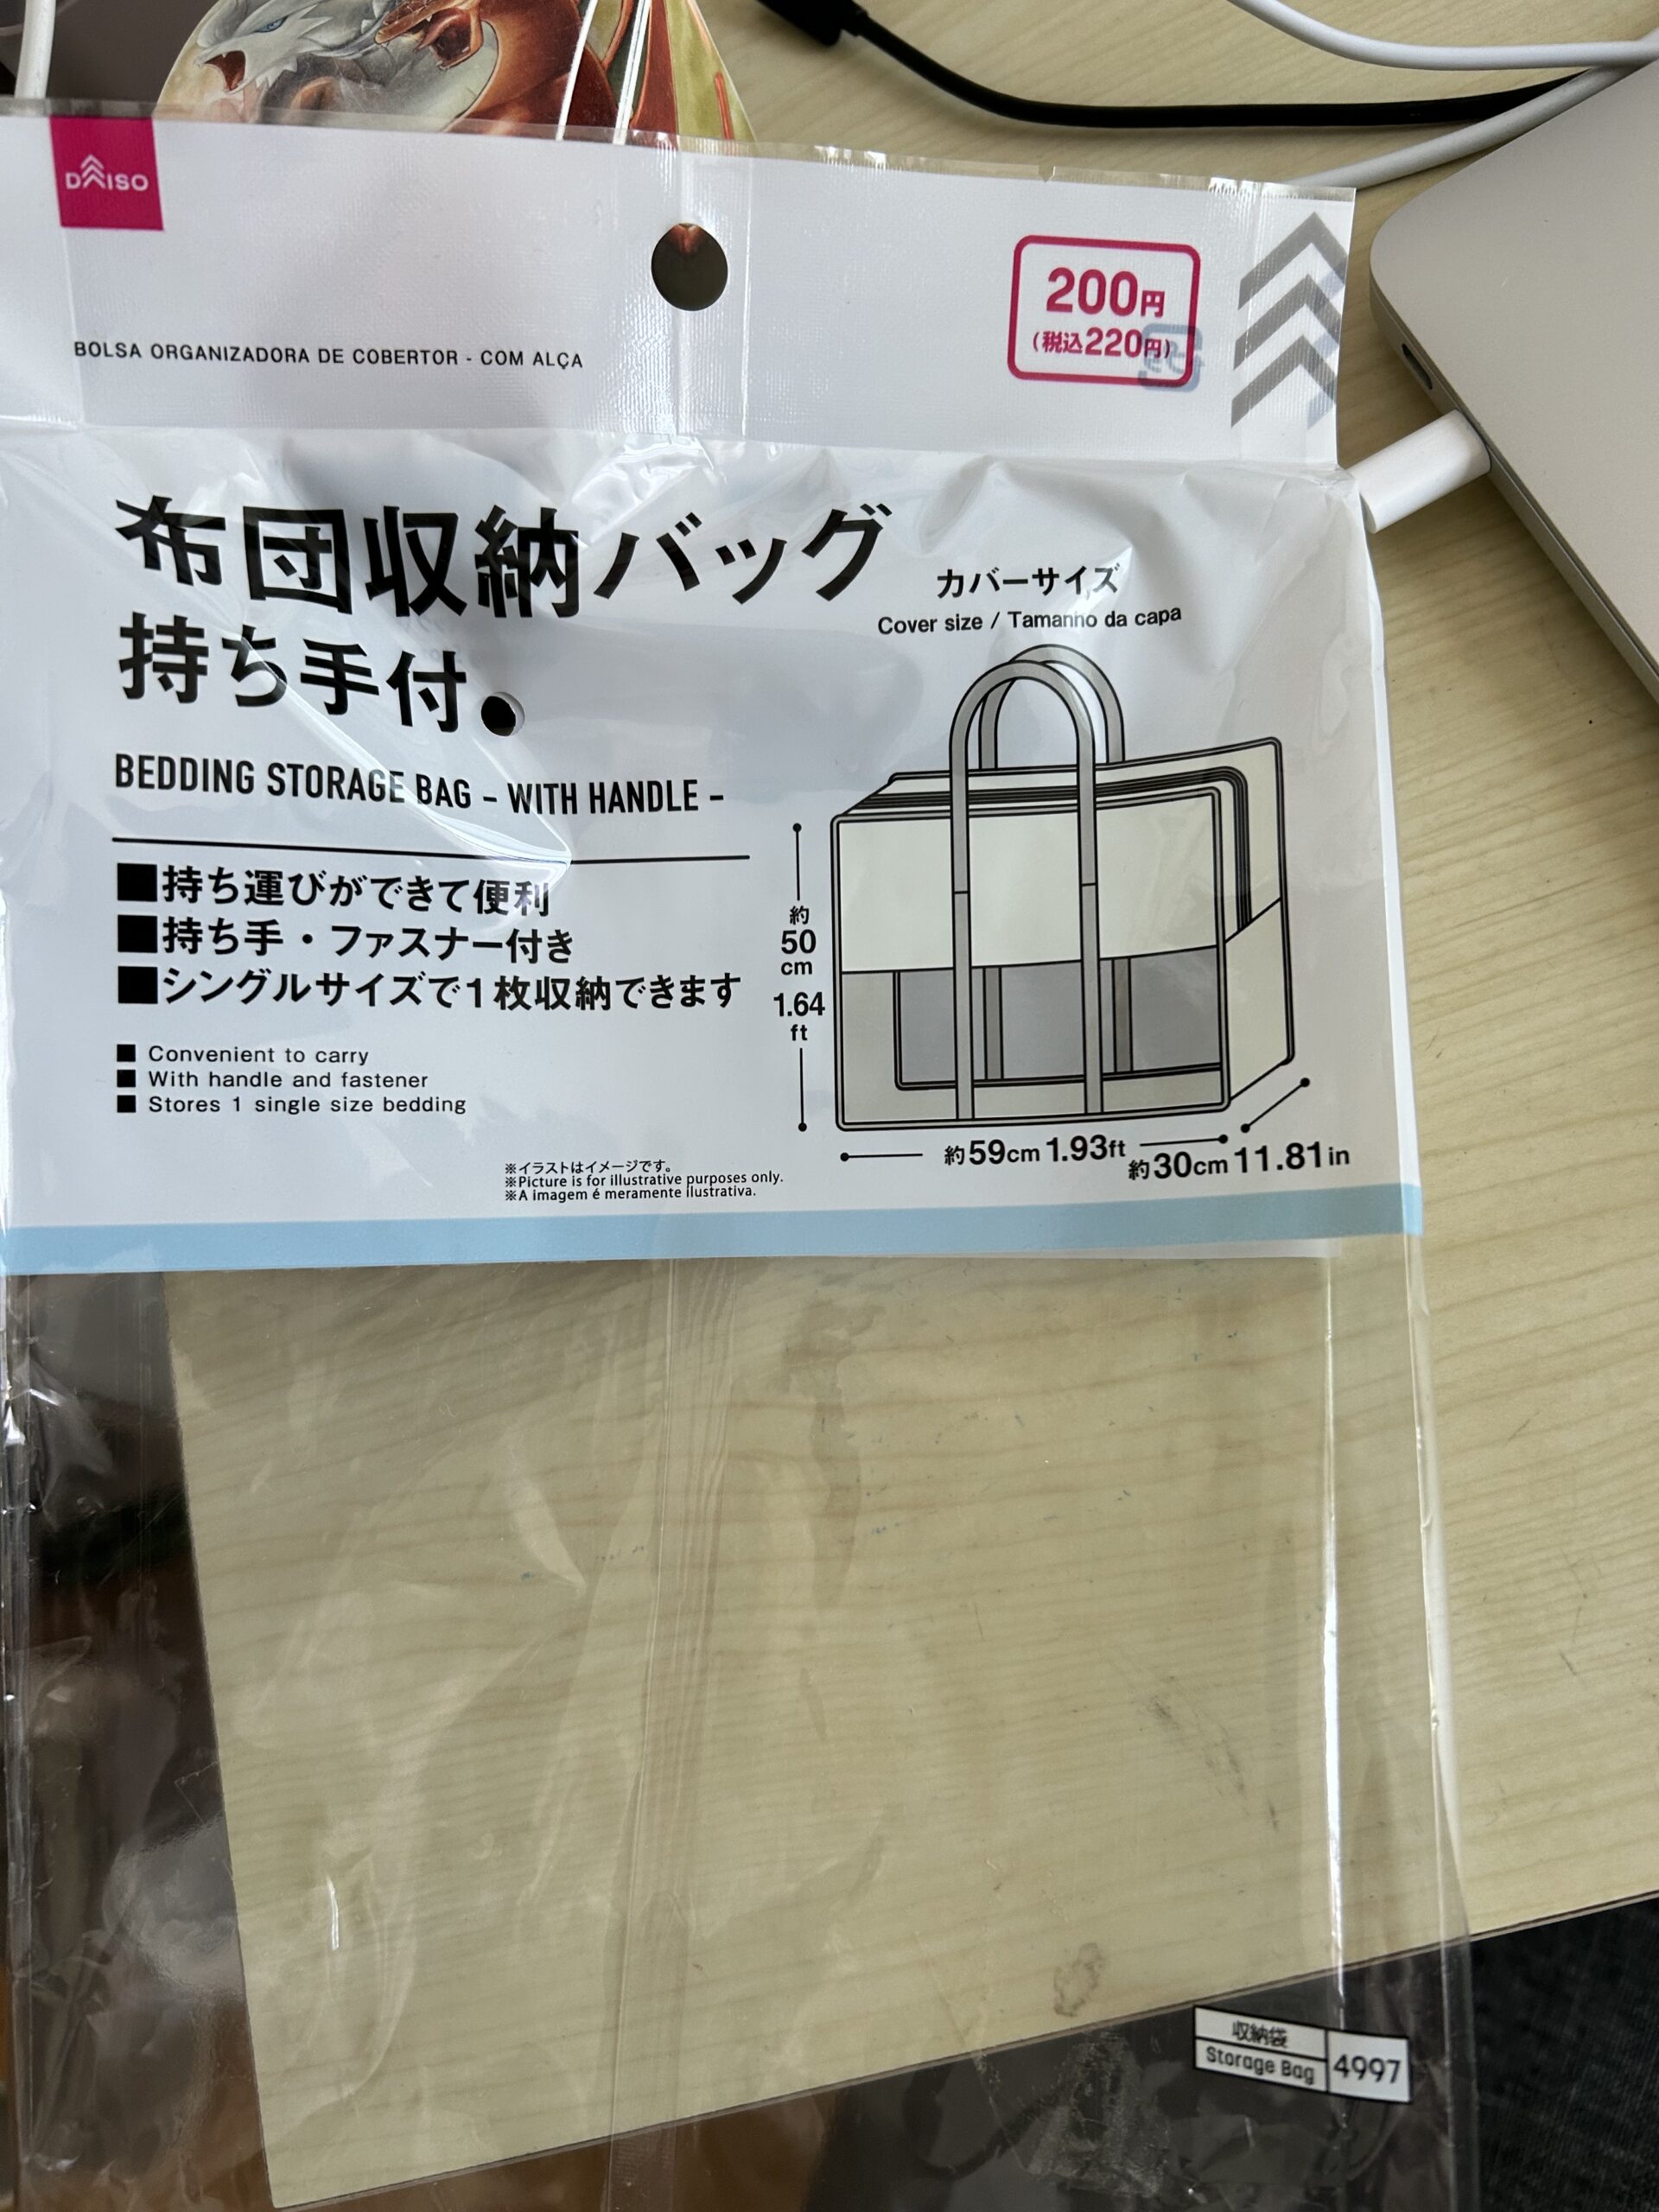 DAISO
BOLSA ORGANIZADORA DE COBERTOR - COM ALÇA
200円
(税込220円)
布団収納バッグ
持ち手付
BEDDING STORAGE BAG - WITH HANDLE -
■持ち運びができて便利
■持ち手・ファスナー付き
■シングルサイズで1枚収納できます
■ Convenient to carry
■ With handle and fastener
■ Stores 1 single size bedding
カバーサイズ
Cover size / Tamanho da capa
約
50
cm
1.64
ft
約59cm 1.93ft
約30cm 11.81in
※イラストはイメージです。
※Picture is for illustrative purposes only.
※A imagem é meramente ilustrativa.
収納袋
Storage Bag
4997